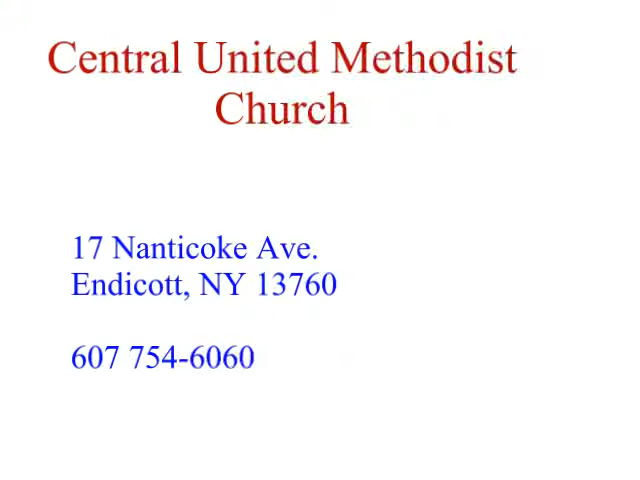 Central United Methodist
Church
17 Nanticoke Ave.
Endicott, NY 13760
607 754-6060